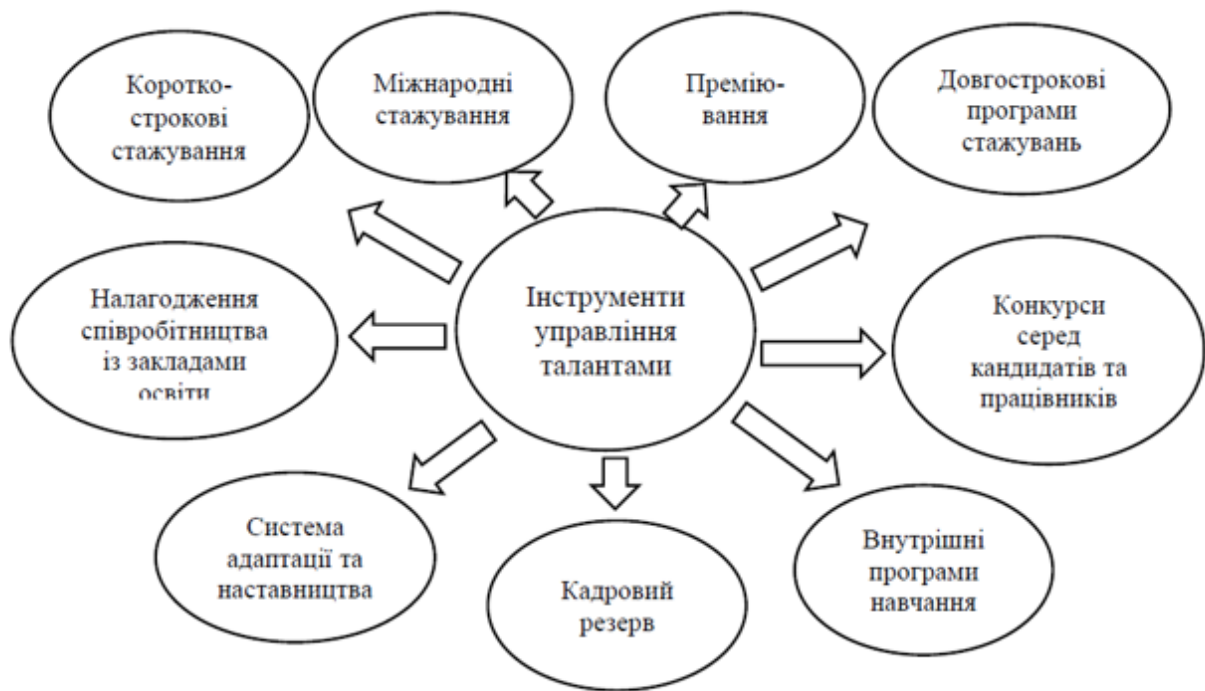 Коротко-
строкові
стажування
Міжнародні
стажування
Премію-
вання
Довгострокові
програми
стажувань
Налагодження
співробітництва
із закладами
освіти
Інструменти
управління
талантами
Конкурси
серед
кандидатів та
працівників
Система
адаптації та
наставництва
Кадровий
резерв
Внутрішні
програми
навчання